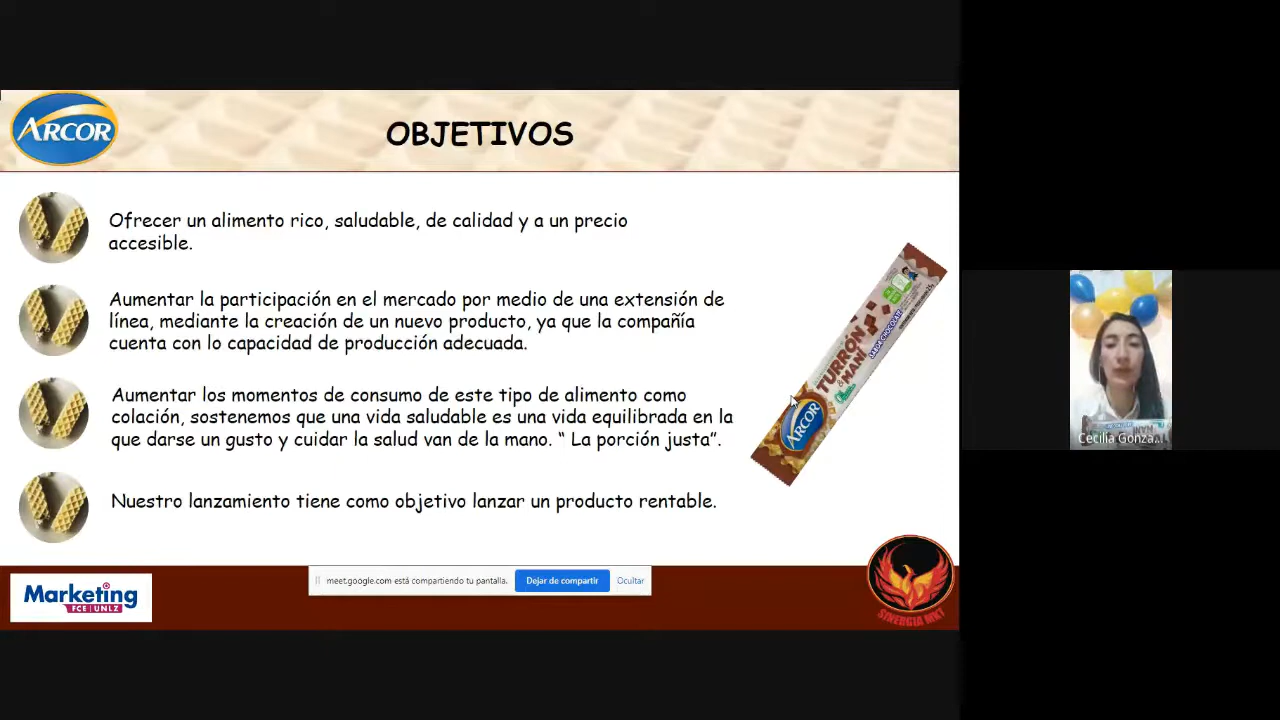 ARCOR
OBJETIVOS
Ofrecer un alimento rico, saludable, de calidad y a un precio
accesible.
Aumentar la participación en el mercado por medio de una extensión de
línea, mediante la creación de un nuevo producto, ya que la compañía
cuenta con lo capacidad de producción adecuada.
Aumentar los momentos de consumo de este tipo de alimento como
colación, sostenemos que una vida saludable es una vida equilibrada en la
que darse un gusto y cuidar la salud van de la mano. “ La porción justa”.
Nuestro lanzamiento tiene como objetivo lanzar un producto rentable.
TURRÓN
MANÍ
SABOR CHOCOLATE
ARCOR
Cecilia Gonza...
meet.google.com está compartiendo tu pantalla.
Dejar de compartir
Ocultar
Marketing
FCE | UNLZ
SINERGIA MKT